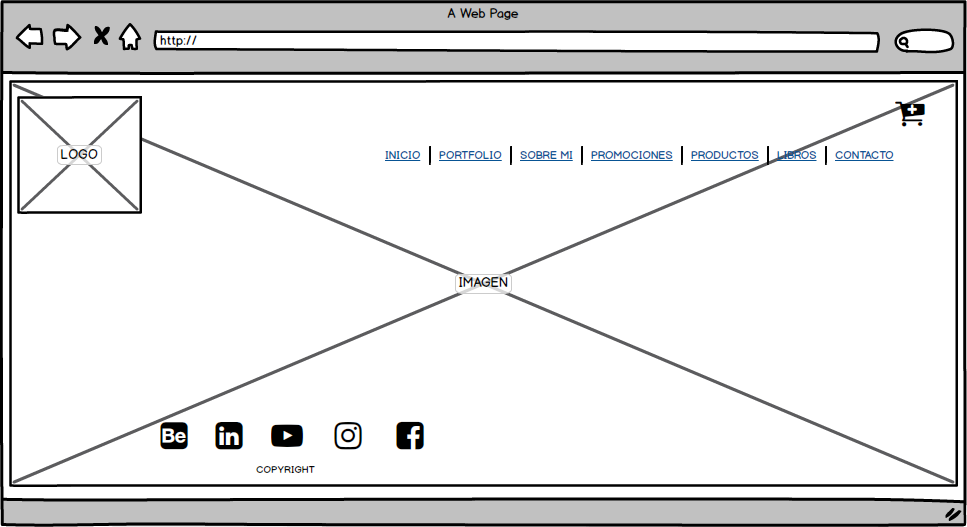 A Web Page
http://
LOGO
INICIO | PORTFOLIO | SOBRE MI | PROMOCIONES | PRODUCTOS | LIBROS | CONTACTO
IMAGEN
Be in
COPYRIGHT